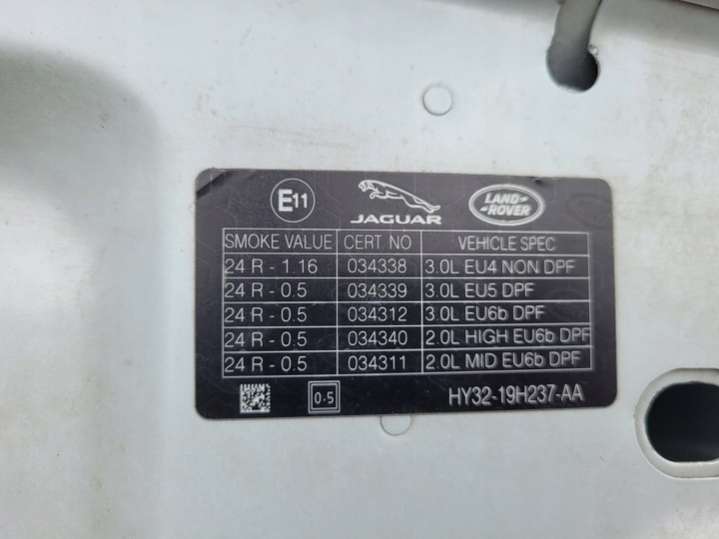 E11 JAGUAR LAND-ROVER
SMOKE VALUE CERT. NO VEHICLE SPEC
24 R - 1.16 034338 3.0L EU4 NON DPF
24 R - 0.5 034339 3.0L EU5 DPF
24 R - 0.5 034312 3.0L EU6b DPF
24 R - 0.5 034340 2.0L HIGH EU6b DPF
24 R - 0.5 034311 2.0L MID EU6b DPF
0-5 HY32-19H237-AA